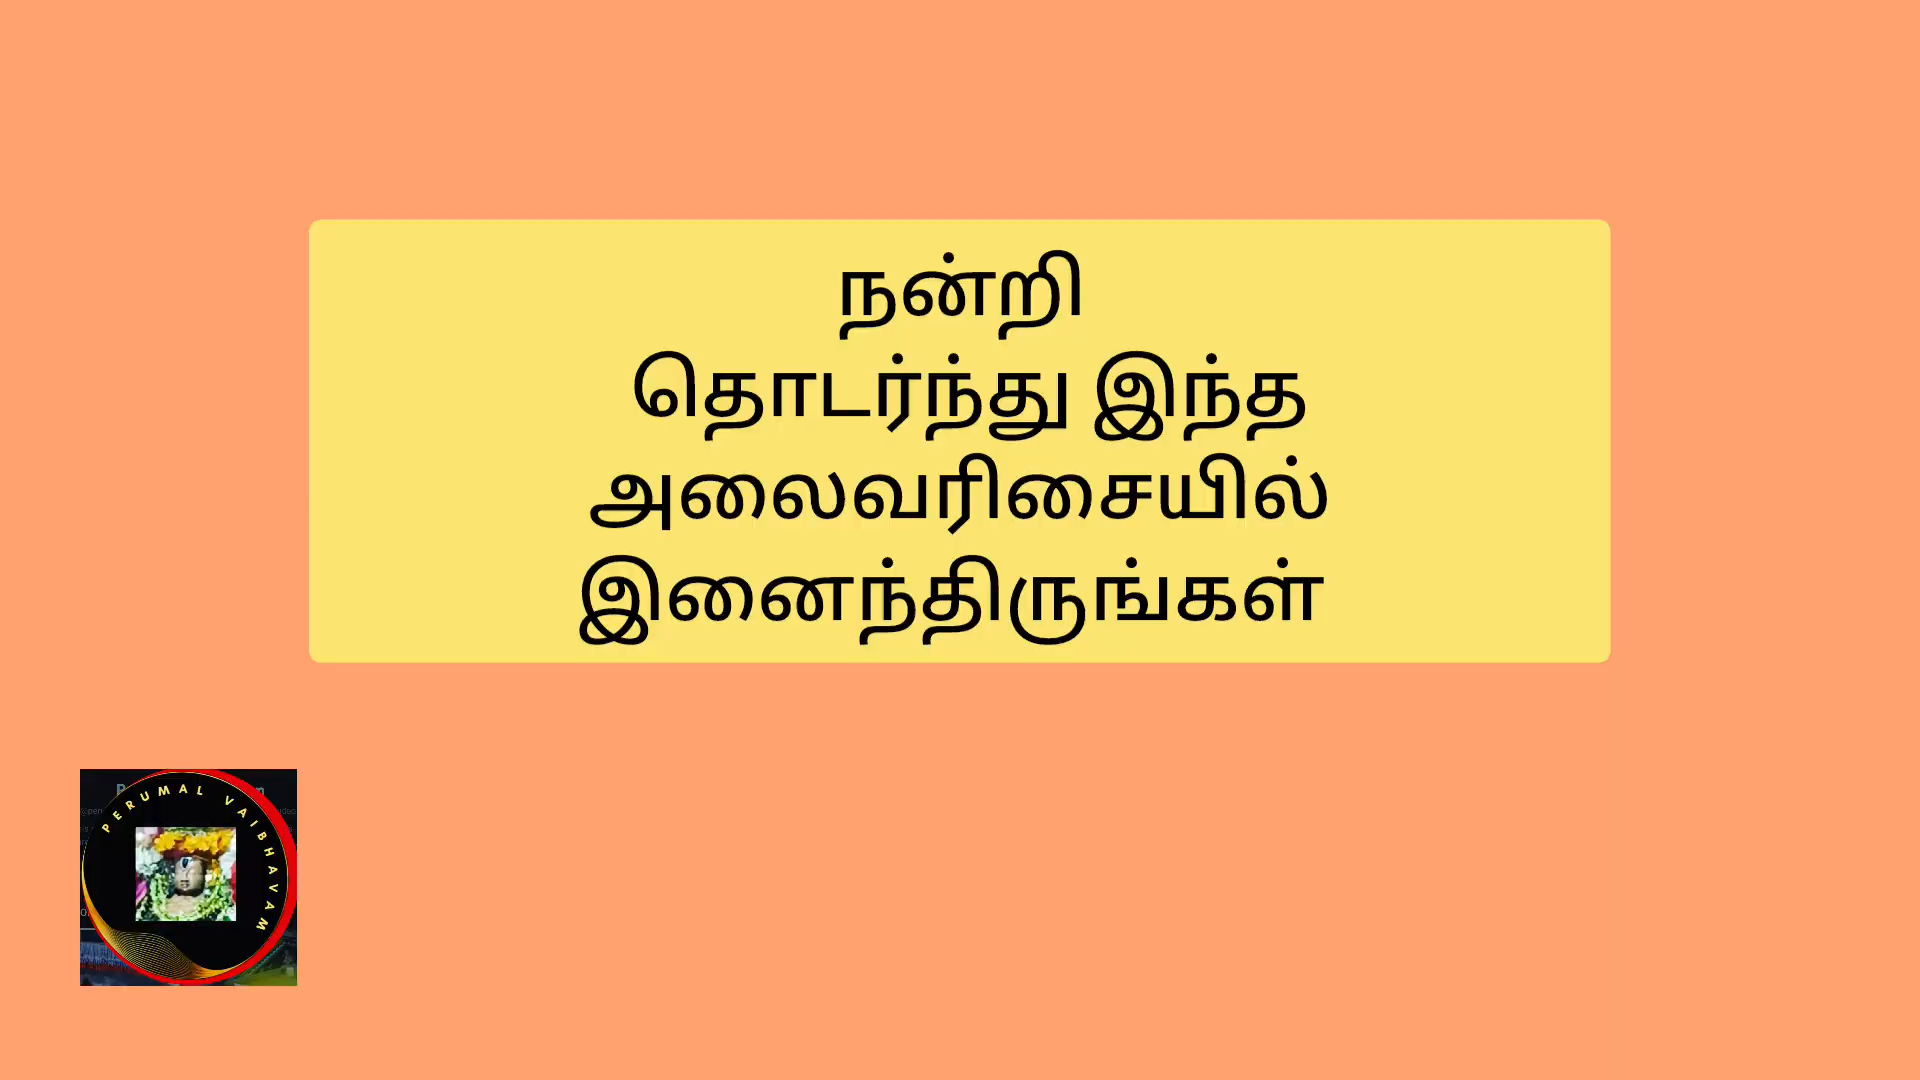 நன்றி
தொடர்ந்து இந்த
அலைவரிசையில்
இனைந்திருங்கள்
PERUMAL VAIBHAVAM